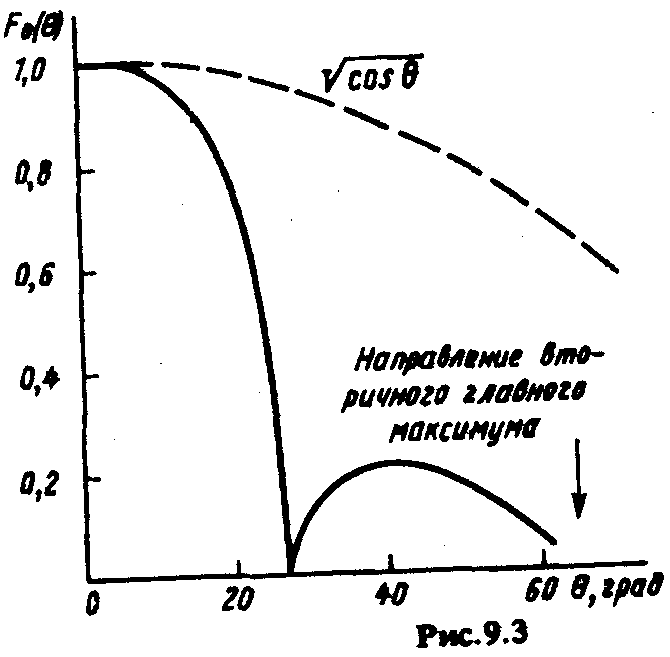 Fθ(θ)
1,0
√cos θ
0,8
0,6
Направление вто-
0,4
ричного главного
максимума
0,2
0
20
40
60 θ, град
Рис.9.3